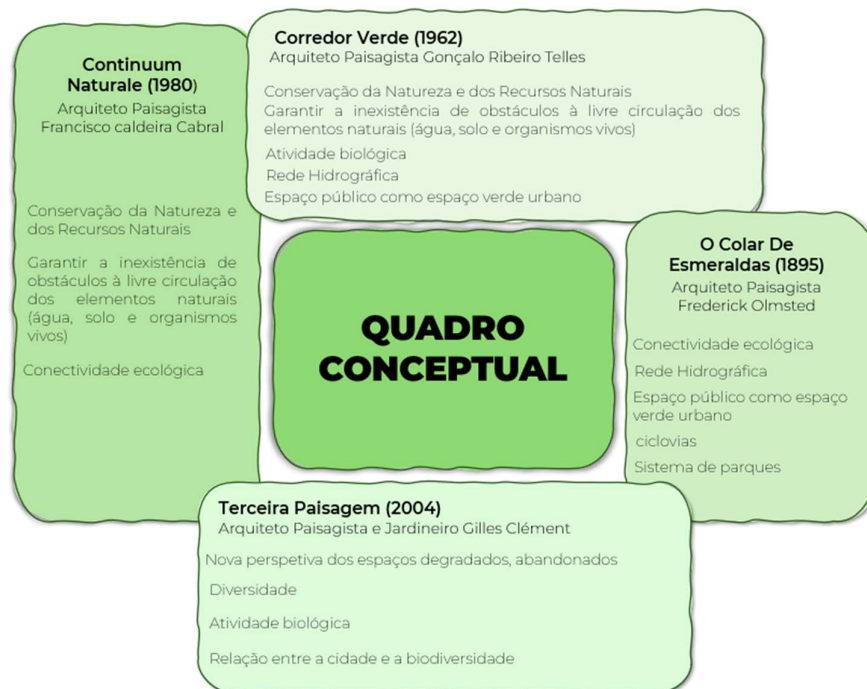 Continuum
Naturale (1980)
Arquiteto Paisagista
Francisco caldeira Cabral
Conservação da Natureza e
dos Recursos Naturais
Garantir a inexistência de
obstáculos à livre circulação
dos elementos naturais
(água, solo e organismos
vivos)
Conectividade ecológica
Corredor Verde (1962)
Arquiteto Paisagista Gonçalo Ribeiro Telles
Conservação da Natureza e dos Recursos Naturais
Garantir a inexistência de obstáculos à livre circulação dos
elementos naturais (água, solo e organismos vivos)
Atividade biológica
Rede Hidrográfica
Espaço público como espaço verde urbano
QUADRO
CONCEPTUAL
O Colar De
Esmeraldas (1895)
Arquiteto Paisagista
Frederick Olmsted
Conectividade ecológica
Rede Hidrográfica
Espaço público como espaço
verde urbano
ciclovias
Sistema de parques
Terceira Paisagem (2004)
Arquiteto Paisagista e Jardineiro Gilles Clément
Nova perspetiva dos espaços degradados, abandonados
Diversidade
Atividade biológica
Relação entre a cidade e a biodiversidade